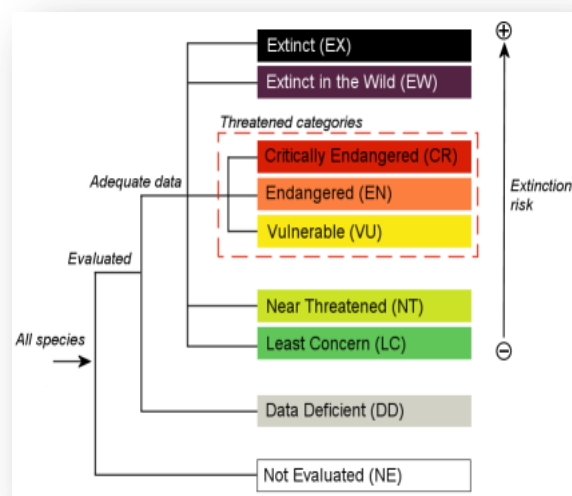 Extinct (EX)
Extinct in the Wild (EW)
Threatened categories
Critically Endangered (CR)
Adequate data
Endangered (EN)
Extinction
risk
Vulnerable (VU)
Evaluated
Near Threatened (NT)
All species
Least Concern (LC)
Data Deficient (DD)
Not Evaluated (NE)